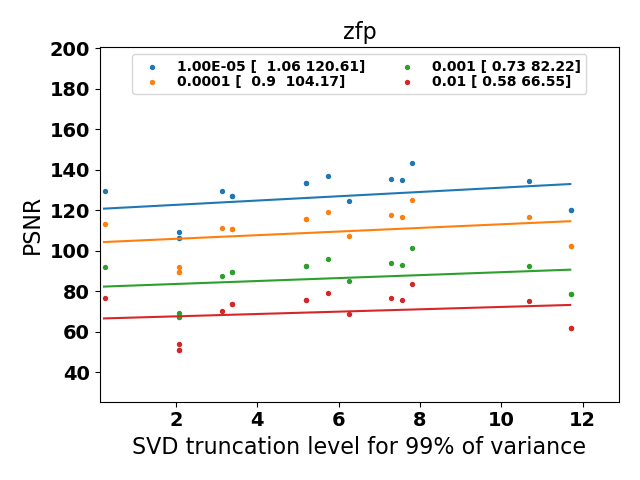 zfp
1.00E-05 [  1.06 120.61]
0.0001 [  0.9  104.17]
0.001 [ 0.73 82.22]
0.01 [ 0.58 66.55]
PSNR
200
180
160
140
120
100
80
60
40
2 4 6 8 10 12
SVD truncation level for 99% of variance